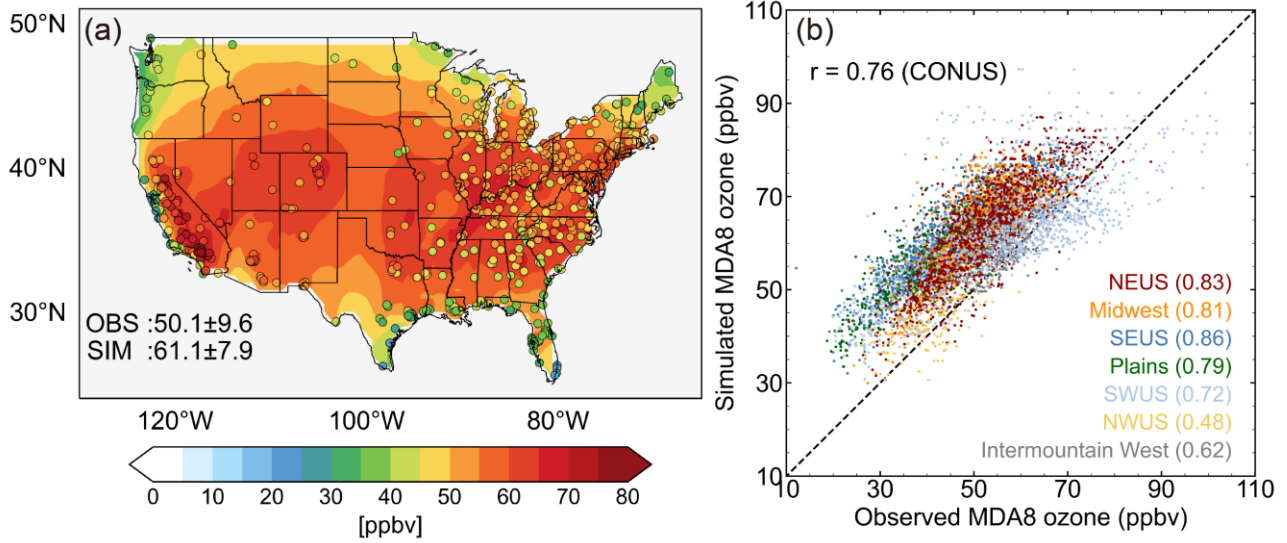 (a)
50°N
40°N
30°N
OBS :50.1±9.6
SIM :61.1±7.9
120°W 100°W 80°W
0 10 20 30 40 50 60 70 80
[ppbv]
(b)
r = 0.76 (CONUS)
Simulated MDA8 ozone (ppbv)
110
90
70
50
30
10
NEUS (0.83)
Midwest (0.81)
SEUS (0.86)
Plains (0.79)
SWUS (0.72)
NWUS (0.48)
Intermountain West (0.62)
10 30 50 70 90 110
Observed MDA8 ozone (ppbv)